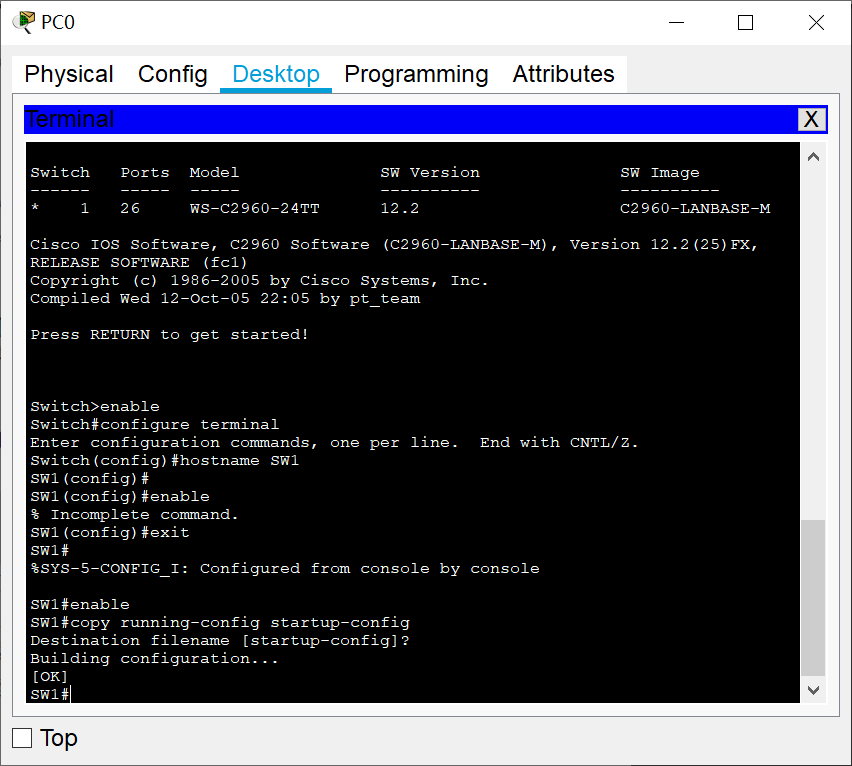 PC0
Physical Config Desktop Programming Attributes
Terminal X
Switch Ports Model SW Version SW Image
------ ----- ----- ---------- ----------
* 1 26 WS-C2960-24TT 12.2 C2960-LANBASE-M
Cisco IOS Software, C2960 Software (C2960-LANBASE-M), Version 12.2(25)FX,
RELEASE SOFTWARE (fc1)
Copyright (c) 1986-2005 by Cisco Systems, Inc.
Compiled Wed 12-Oct-05 22:05 by pt_team
Press RETURN to get started!
Switch>enable
Switch#configure terminal
Enter configuration commands, one per line.  End with CNTL/Z.
Switch(config)#hostname SW1
SW1(config)#
SW1(config)#enable
% Incomplete command.
SW1(config)#exit
SW1#
%SYS-5-CONFIG_I: Configured from console by console
SW1#enable
SW1#copy running-config startup-config
Destination filename [startup-config]?
Building configuration...
[OK]
SW1#
Top